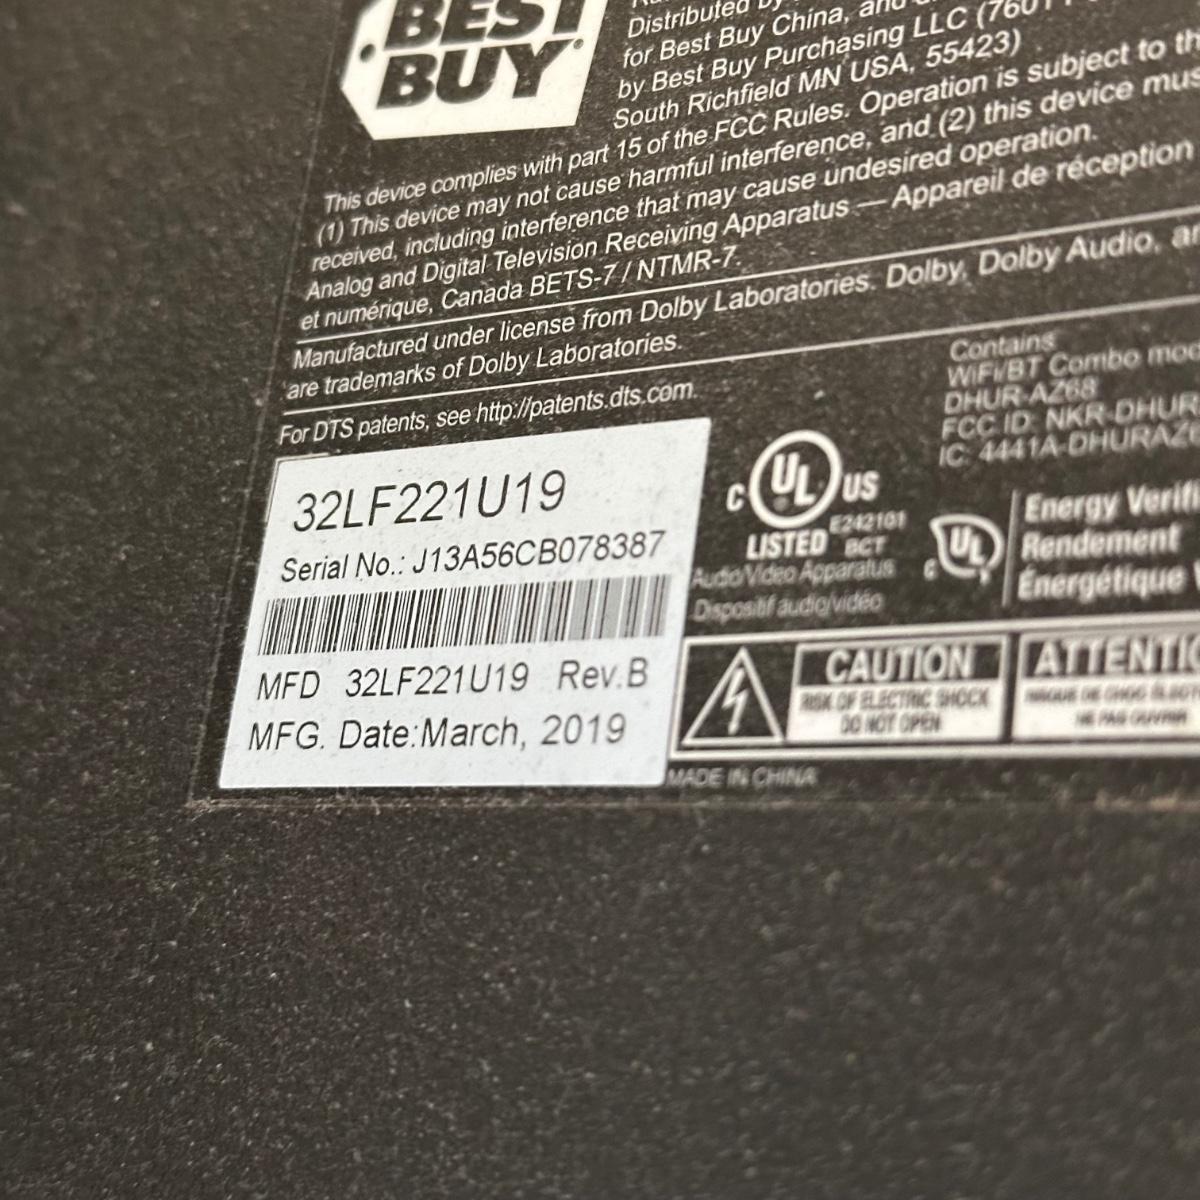 BEST
BUY
Distributed by
for Best Buy China, and
by Best Buy Purchasing LLC (7601
South Richfield MN USA, 55423)
This device complies with part 15 of the FCC Rules. Operation is subject to th
(1) This device may not cause harmful interference, and (2) this device mus
received, including interference that may cause undesired operation.
Analog and Digital Television Receiving Apparatus — Appareil de réception
et numérique, Canada BETS-7 / NTMR-7.
Manufactured under license from Dolby Laboratories. Dolby, Dolby Audio, an
are trademarks of Dolby Laboratories.
For DTS patents, see http://patents.dts.com.
Contains
WiFi/BT Combo mod
DHUR-AZ68
FCC ID: NKR-DHUR
IC: 4441A-DHURAZ6
32LF221U19
Serial No.: J13A56CB078387
MFD 32LF221U19 Rev.B
MFG. Date:March, 2019
C UL US
LISTED E242101
BCT
Audio/Video Apparatus
Dispositif audio/vidéo
c UL
Energy Verifi
Rendement
Énergétique V
CAUTION
RISK OF ELECTRIC SHOCK
DO NOT OPEN
ATTENTIO
RISQUE DE CHOC ÉLECT
NE PAS OUVRIR
MADE IN CHINA